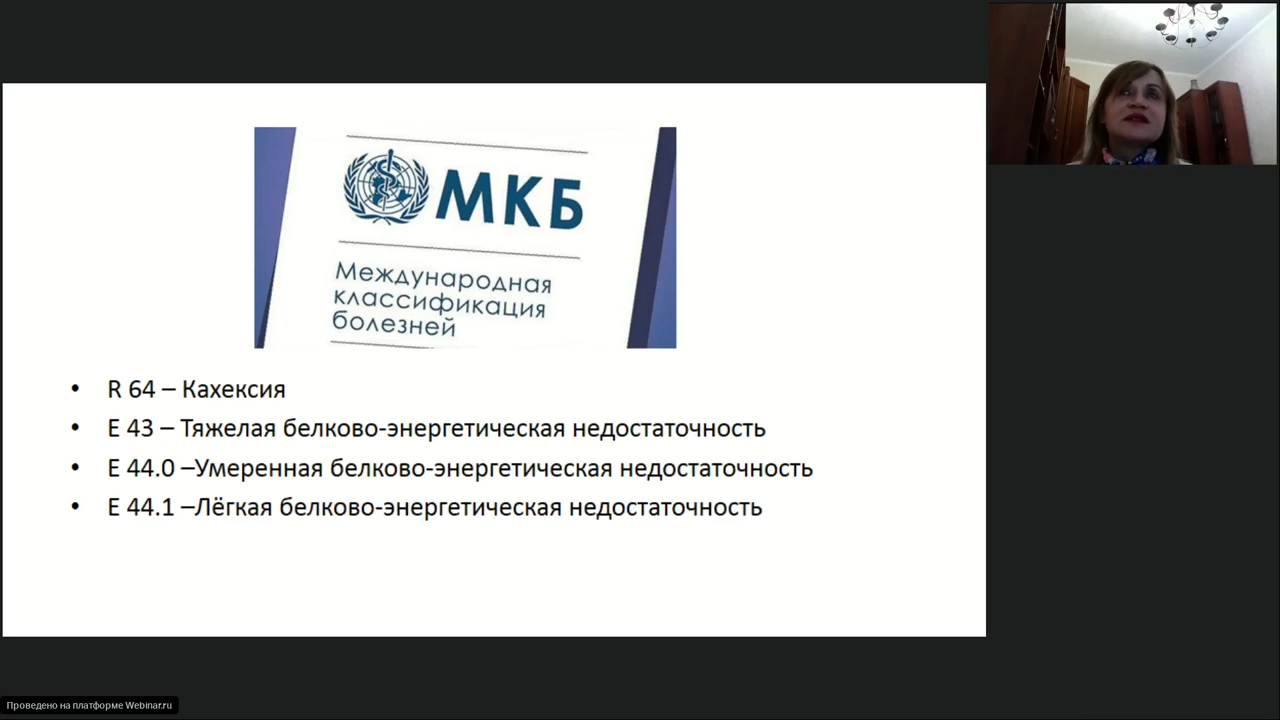 МКБ
Международная
классификация
болезней
• R 64 – Кахексия
• E 43 – Тяжелая белково-энергетическая недостаточность
• E 44.0 –Умеренная белково-энергетическая недостаточность
• E 44.1 –Лёгкая белково-энергетическая недостаточность
Проведено на платформе Webinar.ru